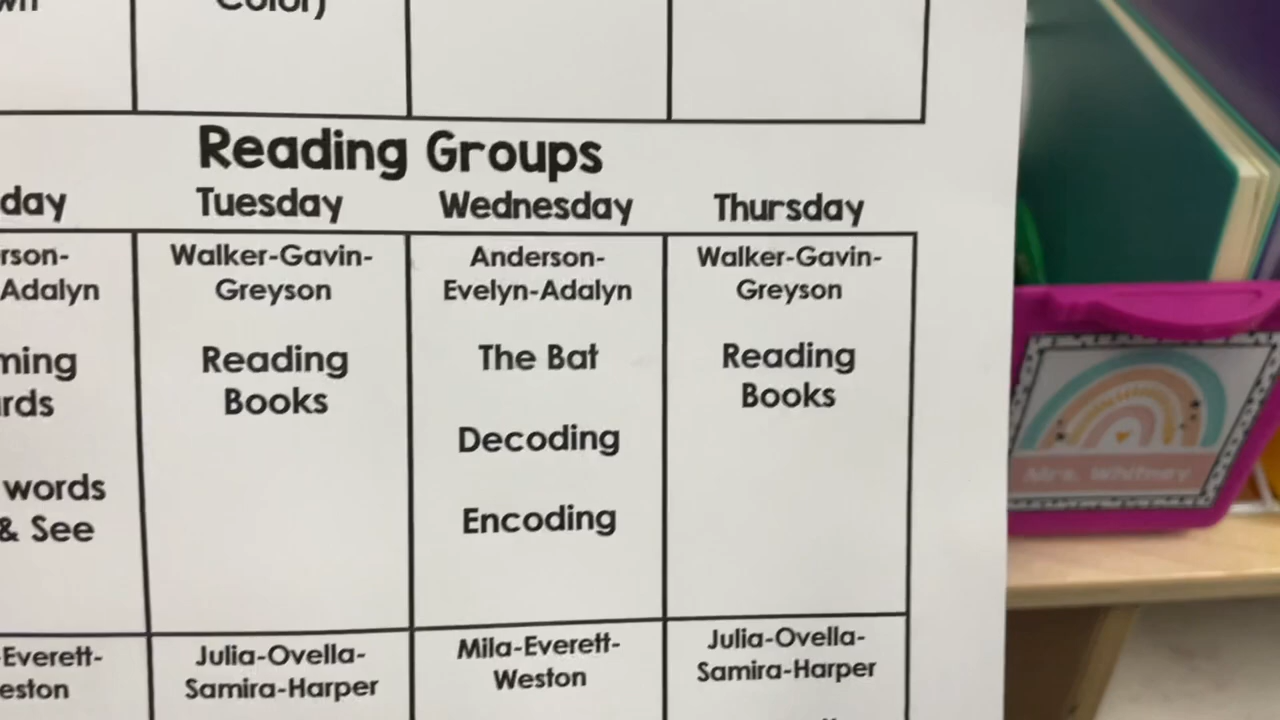 Color)
Reading Groups
day Tuesday Wednesday Thursday
rson- Walker-Gavin- Anderson- Walker-Gavin-
Adalyn Greyson Evelyn-Adalyn Greyson
ming Reading The Bat Reading
rds Books Books
Decoding
words
& See Encoding
Everett- Julia-Ovella- Mila-Everett- Julia-Ovella-
eston Samira-Harper Weston Samira-Harper
Mrs. Whitney